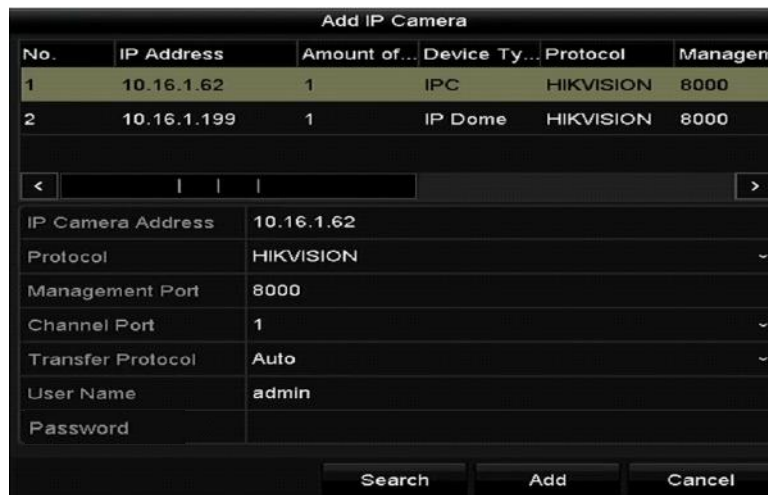 Add IP Camera
No. IP Address Amount of... Device Ty... Protocol Managem
1 10.16.1.62 1 IPC HIKVISION 8000
2 10.16.1.199 1 IP Dome HIKVISION 8000
IP Camera Address 10.16.1.62
Protocol HIKVISION
Management Port 8000
Channel Port 1
Transfer Protocol Auto
User Name admin
Password
Search Add Cancel